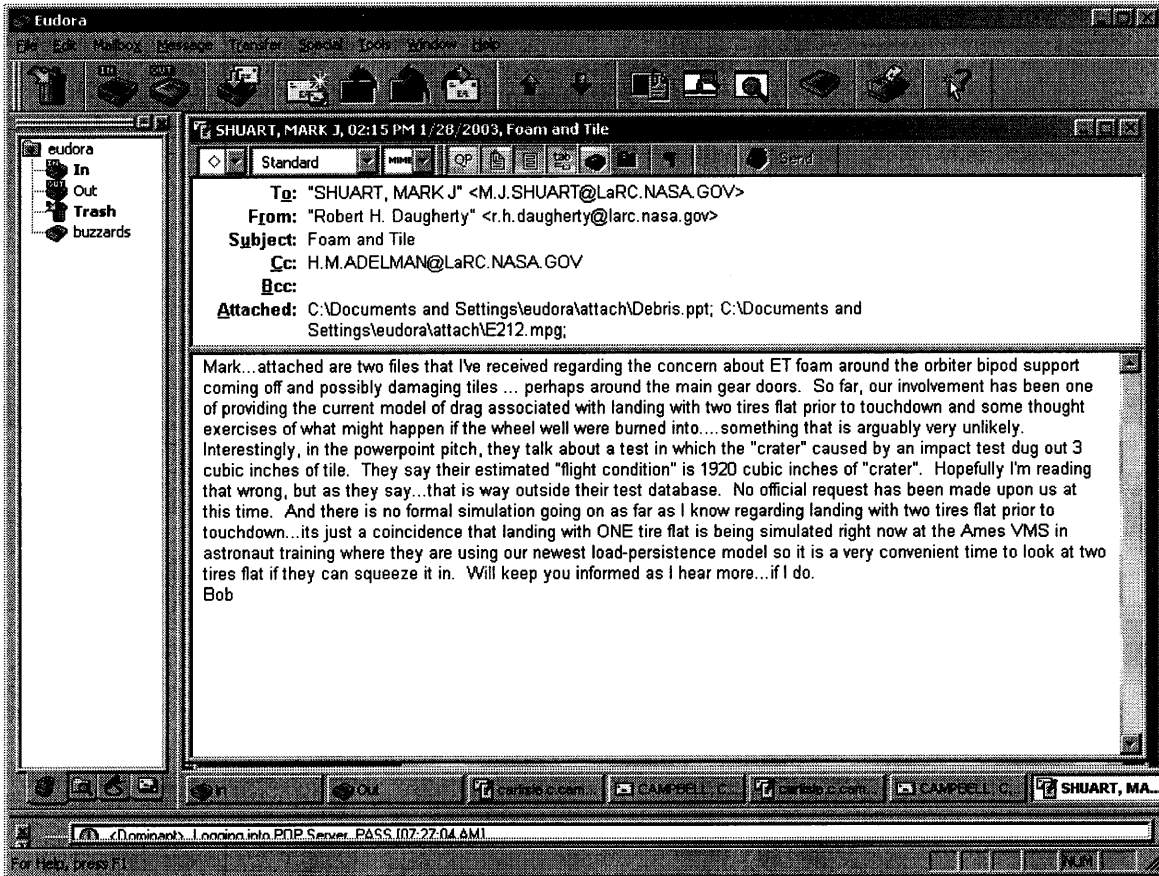 Eudora
File Edit Mailbox Message Transfer Special Tools Window Help
eudora
In
Out
Trash
buzzards
SHUART, MARK J, 02:15 PM 1/28/2003, Foam and Tile
Standard MIME QP tab Send
To: "SHUART, MARK J" <M.J.SHUART@LaRC.NASA.GOV>
From: "Robert H. Daugherty" <r.h.daugherty@larc.nasa.gov>
Subject: Foam and Tile
Cc: H.M.ADELMAN@LaRC.NASA.GOV
Bcc:
Attached: C:\Documents and Settings\eudora\attach\Debris.ppt; C:\Documents and
Settings\eudora\attach\E212.mpg;
Mark...attached are two files that I've received regarding the concern about ET foam around the orbiter bipod support
coming off and possibly damaging tiles ... perhaps around the main gear doors. So far, our involvement has been one
of providing the current model of drag associated with landing with two tires flat prior to touchdown and some thought
exercises of what might happen if the wheel well were burned into....something that is arguably very unlikely.
Interestingly, in the powerpoint pitch, they talk about a test in which the "crater" caused by an impact test dug out 3
cubic inches of tile. They say their estimated "flight condition" is 1920 cubic inches of "crater". Hopefully I'm reading
that wrong, but as they say...that is way outside their test database. No official request has been made upon us at
this time. And there is no formal simulation going on as far as I know regarding landing with two tires flat prior to
touchdown...its just a coincidence that landing with ONE tire flat is being simulated right now at the Ames VMS in
astronaut training where they are using our newest load-persistence model so it is a very convenient time to look at two
tires flat if they can squeeze it in. Will keep you informed as I hear more...if I do.
Bob
In Out carlisle.c.cam... CAMPBELL, C... carlisle.c.cam... CAMPBELL, C... SHUART, MA...
<Dominant> Logging into POP Server, PASS [07:27:04 AM]
For Help, press F1 NUM